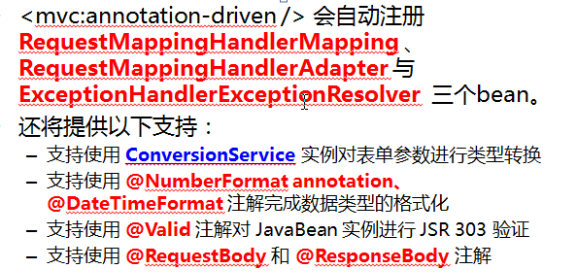 <mvc:annotation-driven /> 会自动注册
RequestMappingHandlerMapping 、
RequestMappingHandlerAdapter 与
ExceptionHandlerExceptionResolver 三个bean。
还将提供以下支持：
– 支持使用 ConversionService 实例对表单参数进行类型转换
– 支持使用 @NumberFormat annotation、
@DateTimeFormat 注解完成数据类型的格式化
– 支持使用 @Valid 注解对 JavaBean 实例进行 JSR 303 验证
– 支持使用 @RequestBody 和 @ResponseBody 注解